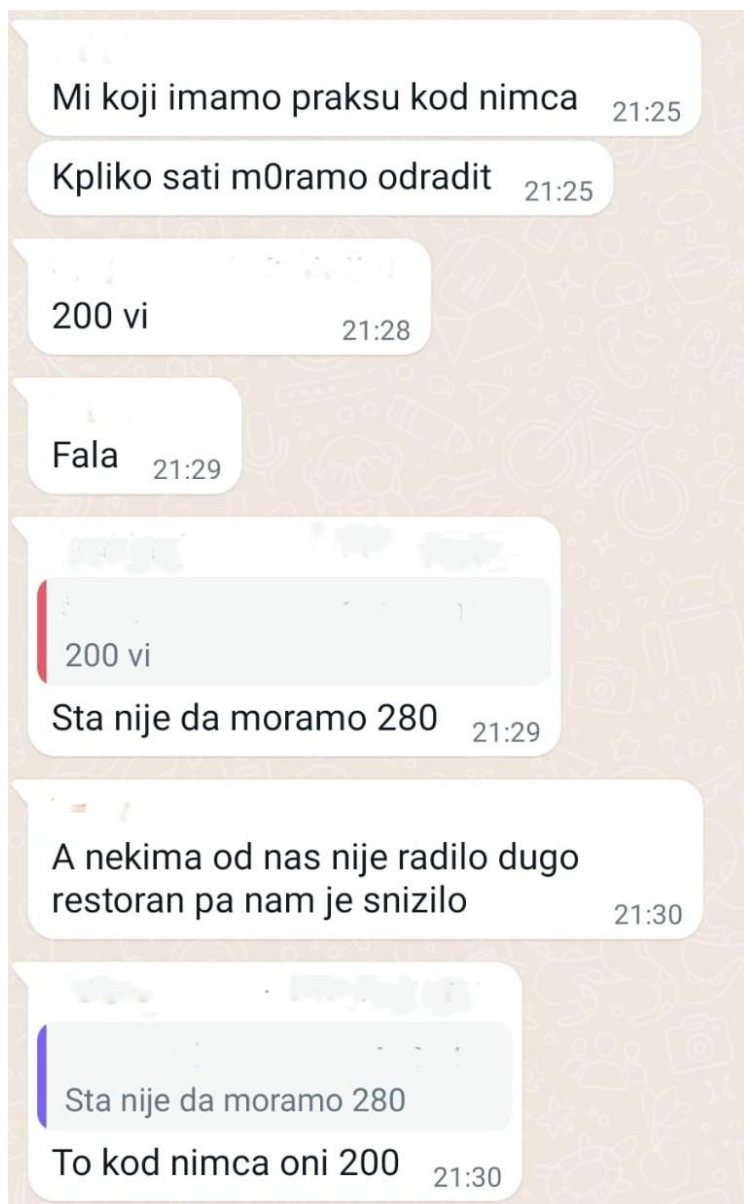 Mi koji imamo praksu kod nimca 21:25
Kpliko sati m0ramo odradit 21:25
200 vi 21:28
Fala 21:29
200 vi
Sta nije da moramo 280 21:29
A nekima od nas nije radilo dugo
restoran pa nam je snizilo 21:30
Sta nije da moramo 280
To kod nimca oni 200 21:30